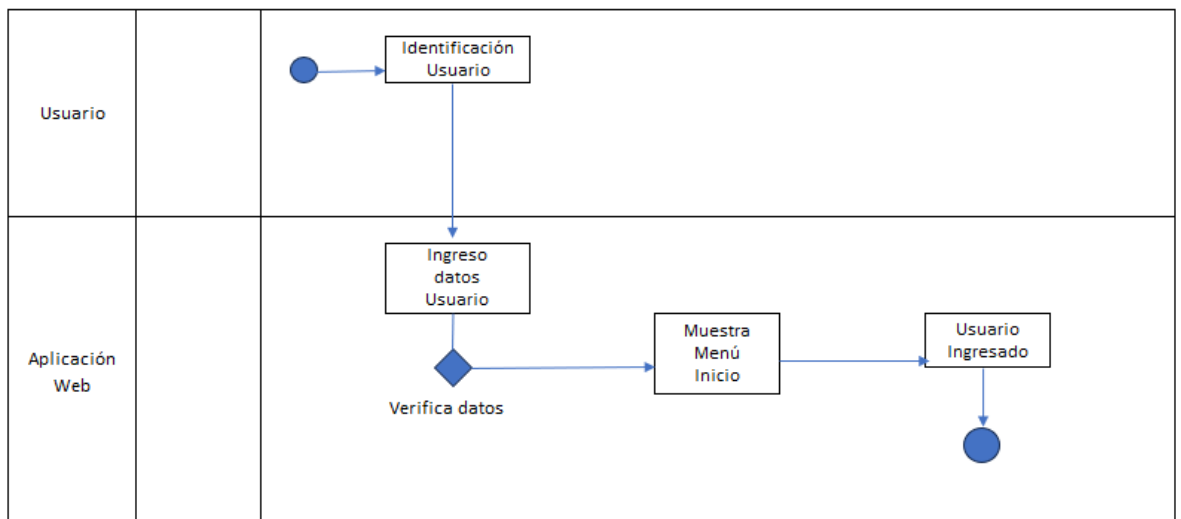 Usuario
Identificación
Usuario
Aplicación
Web
Ingreso
datos
Usuario
Verifica datos
Muestra
Menú
Inicio
Usuario
Ingresado